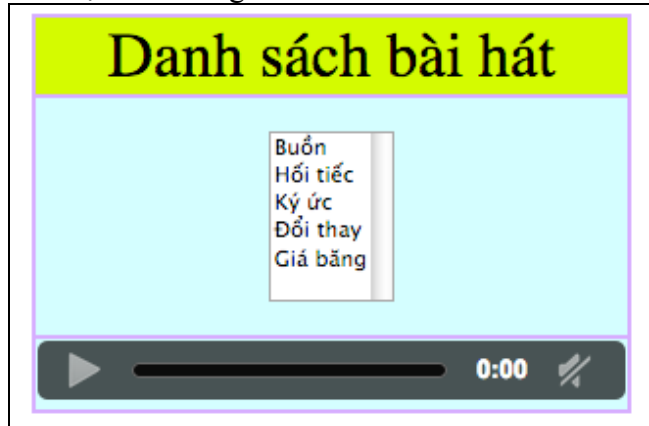 Danh sách bài hát
Buồn
Hối tiếc
Ký ức
Đổi thay
Giá băng
0:00